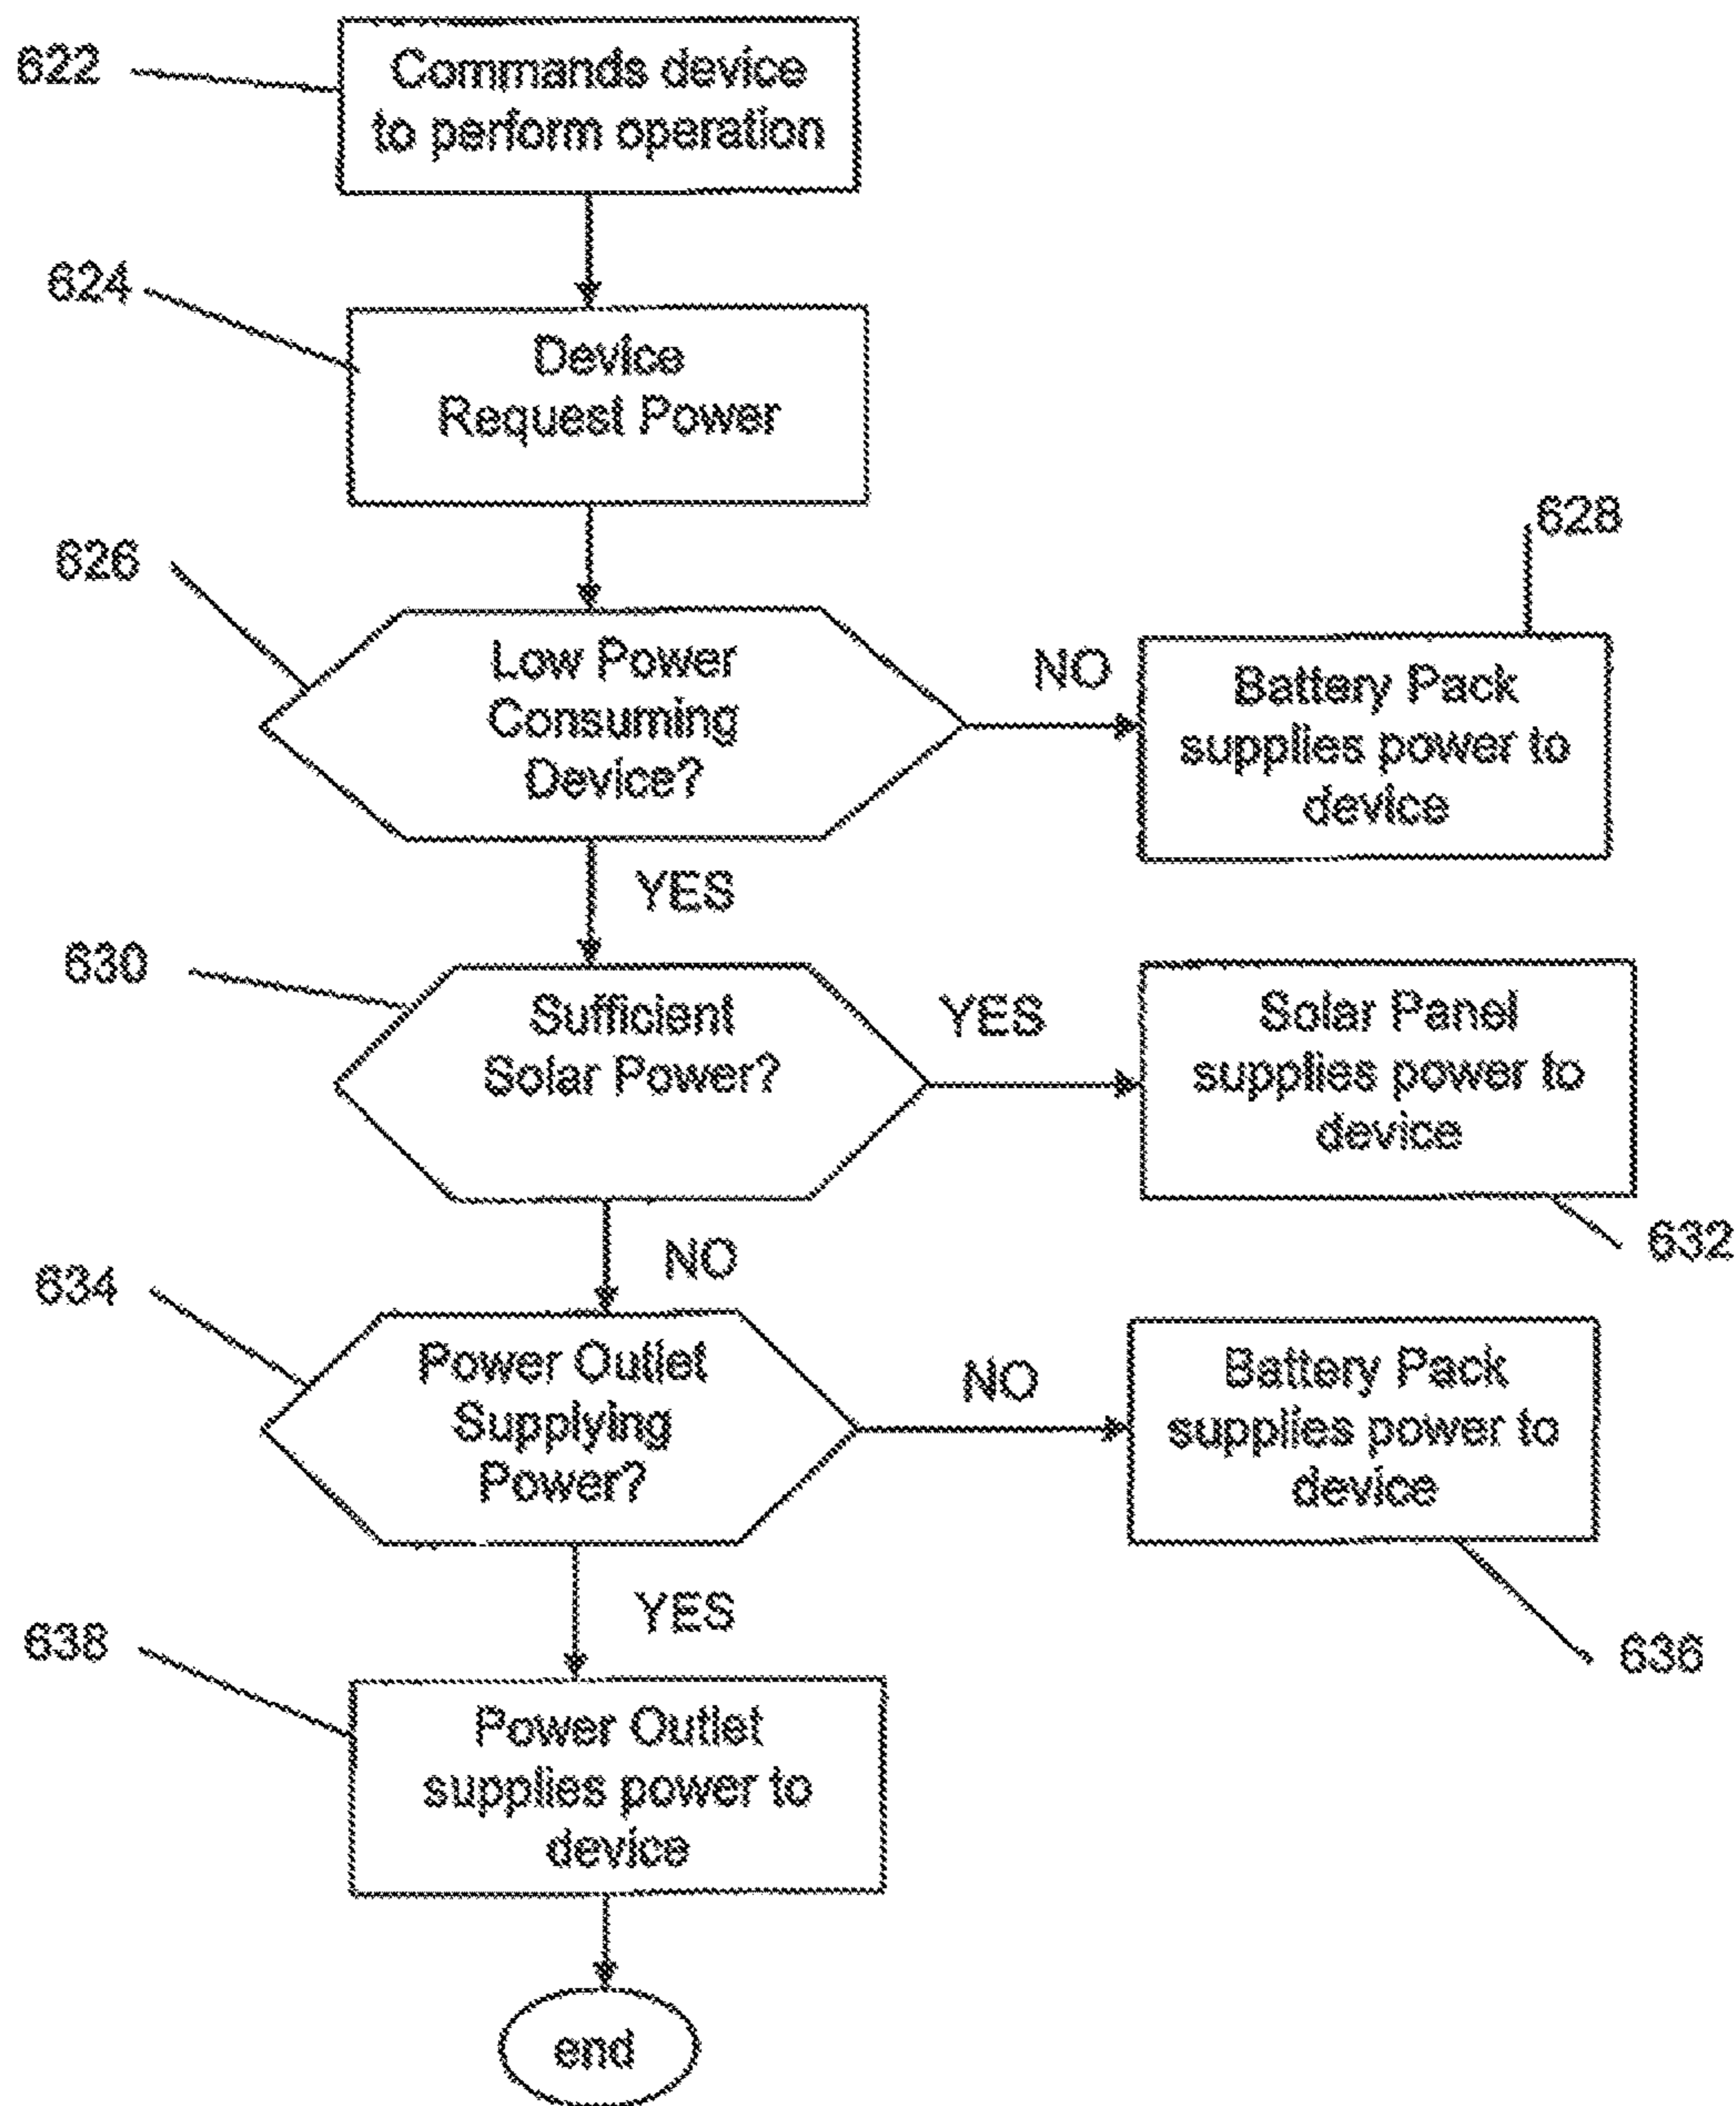 622
Commands device
to perform operation
624
Device
Request Power
626
Low Power
Consuming
Device?
NO
628
Battery Pack
supplies power to
device
YES
630
Sufficient
Solar Power?
YES
Solar Panel
supplies power to
device
632
NO
634
Power Outlet
Supplying
Power?
NO
Battery Pack
supplies power to
device
636
YES
638
Power Outlet
supplies power to
device
end